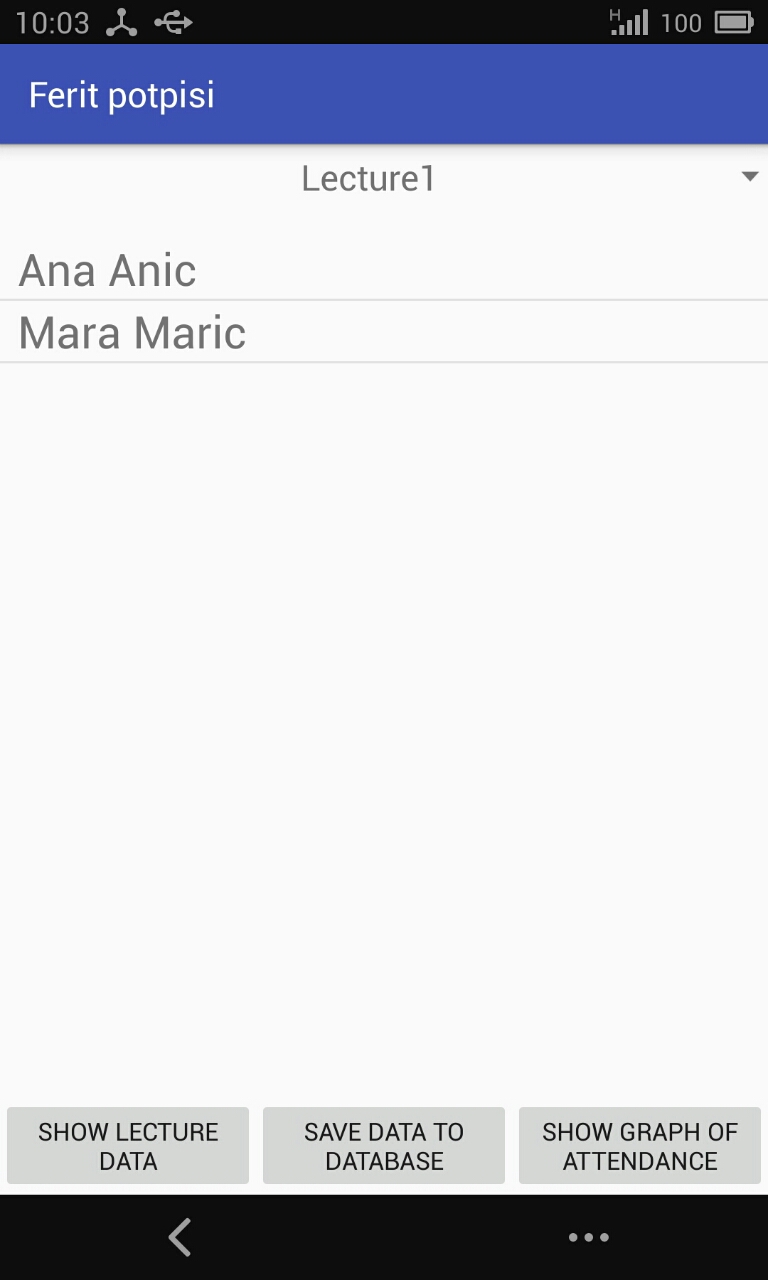 10:03
H
100
Ferit potpisi
Lecture1
Ana Anic
Mara Maric
SHOW LECTURE
DATA
SAVE DATA TO
DATABASE
SHOW GRAPH OF
ATTENDANCE